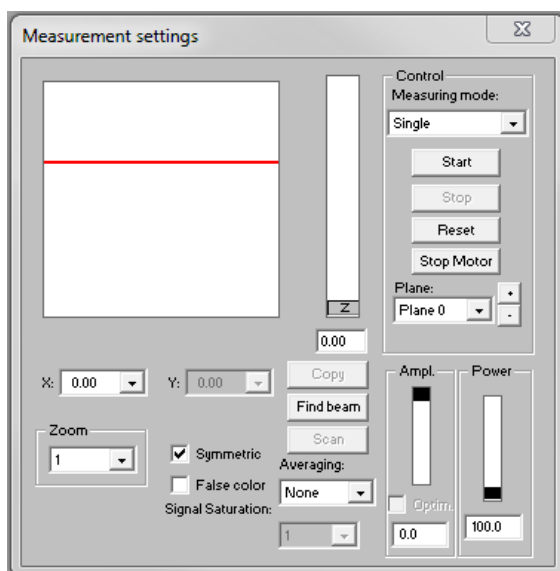 Measurement settings
Control
Measuring mode:
Single
Start
Stop
Reset
Stop Motor
Plane:
Plane 0
+
-
Z
0.00
X: 0.00
Y: 0.00
Copy
Find beam
Scan
Zoom
1
Symmetric
False color
Averaging:
None
Signal Saturation:
1
Ampl.
Optim.
0.0
Power
100.0